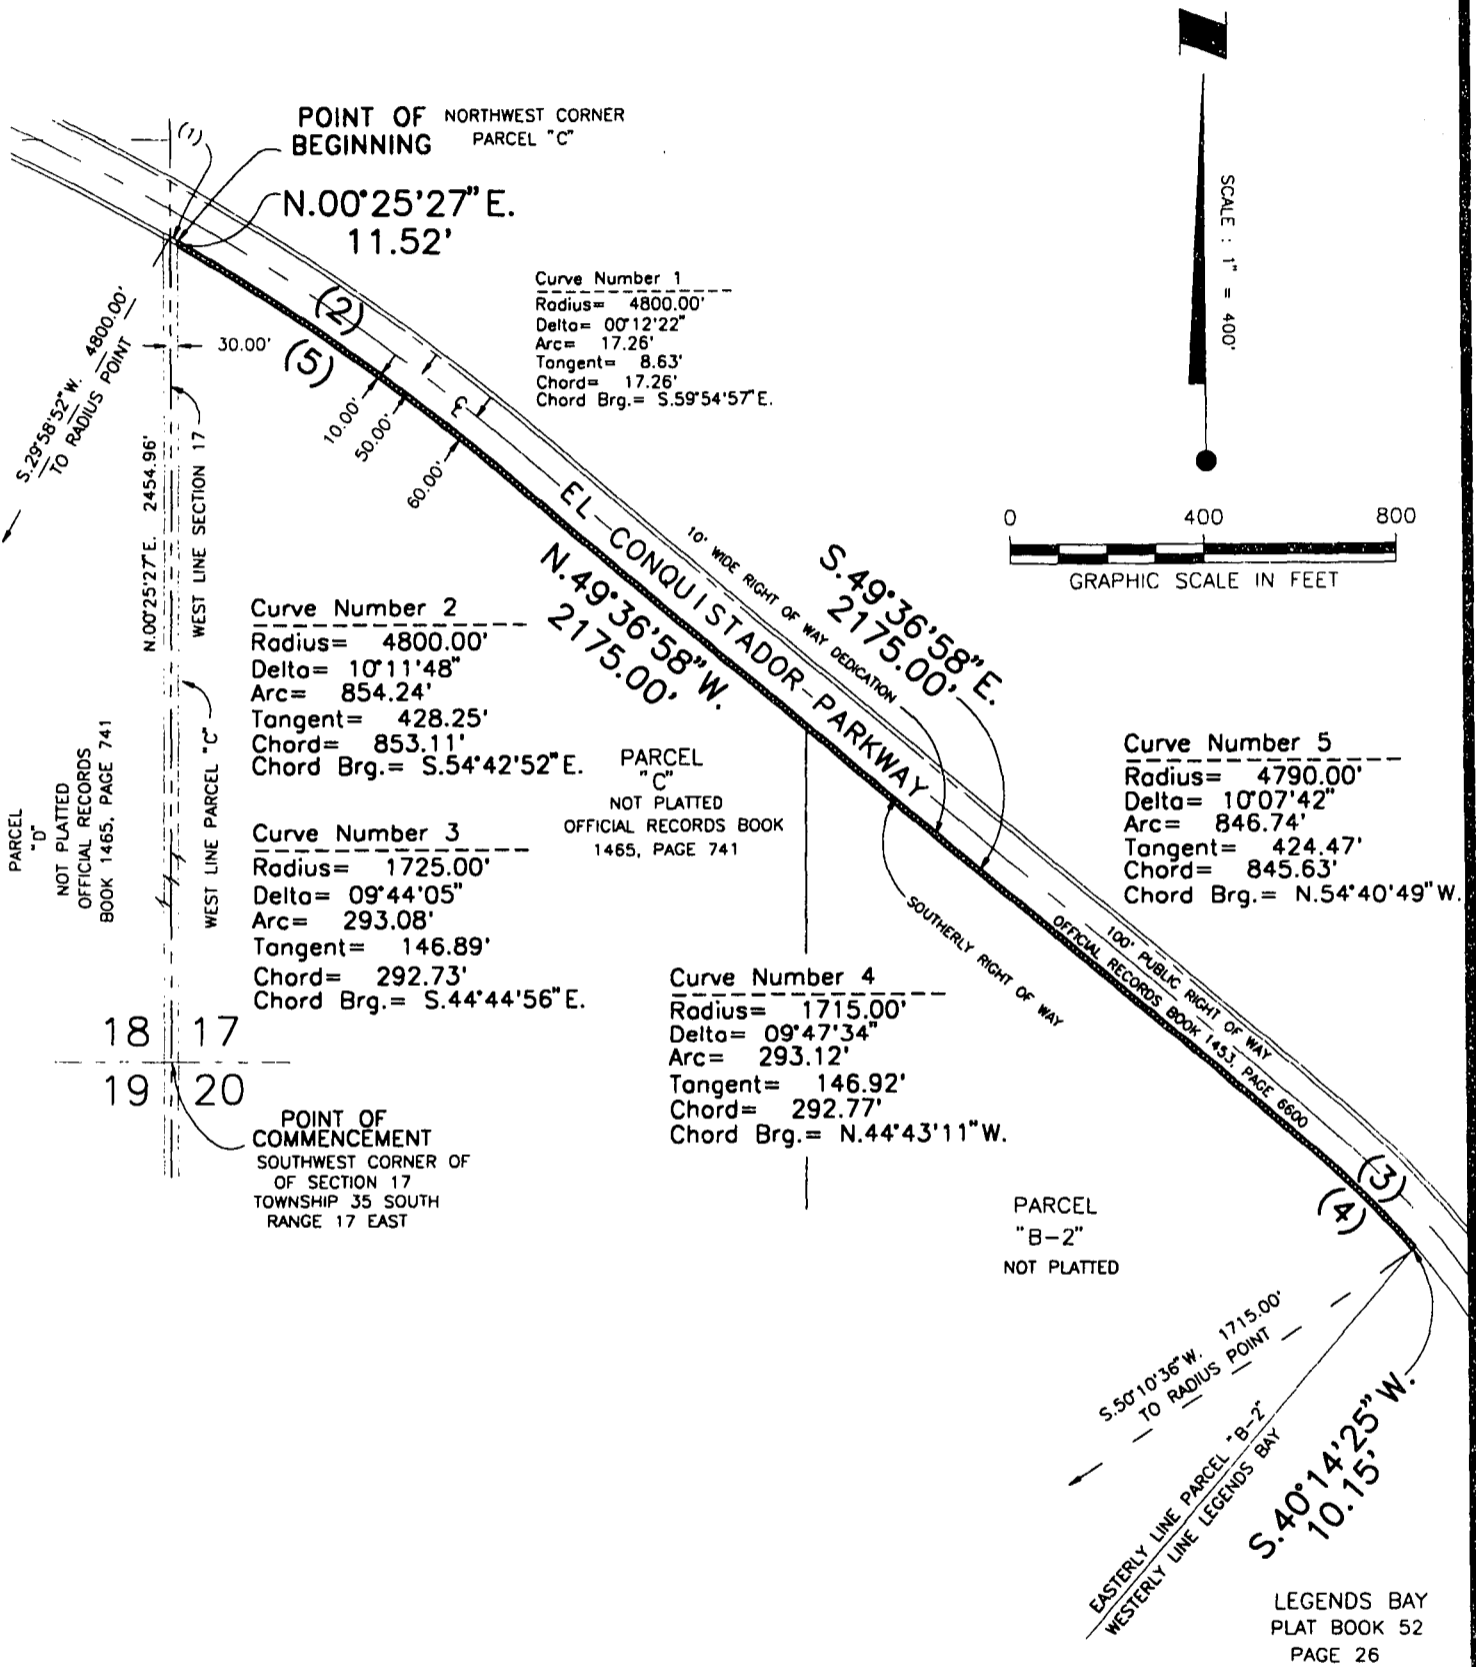 POINT OF
BEGINNING
NORTHWEST CORNER
PARCEL "C"
(1)
N.00°25'27"E.
11.52'
SCALE : 1" = 400'
Curve Number 1
Radius= 4800.00'
Delta= 00°12'22"
Arc= 17.26'
Tangent= 8.63'
Chord= 17.26'
Chord Brg.= S.59°54'57"E.
(2)
(5)
S.29°58'52"W. 4800.00'
TO RADIUS POINT
30.00'
10.00'
50.00'
60.00'
N.00°25'27"E. 2454.96'
WEST LINE SECTION 17
EL CONQUISTADOR PARKWAY
10' WIDE RIGHT OF WAY DEDICATION
S.49°36'58"E.
2175.00'
N.49°36'58"W.
2175.00'
0 400 800
GRAPHIC SCALE IN FEET
Curve Number 2
Radius= 4800.00'
Delta= 10°11'48"
Arc= 854.24'
Tangent= 428.25'
Chord= 853.11'
Chord Brg.= S.54°42'52"E.
PARCEL
"C"
NOT PLATTED
OFFICIAL RECORDS BOOK
1465, PAGE 741
WEST LINE PARCEL "C"
PARCEL
"D"
NOT PLATTED
OFFICIAL RECORDS
BOOK 1465, PAGE 741
Curve Number 3
Radius= 1725.00'
Delta= 09°44'05"
Arc= 293.08'
Tangent= 146.89'
Chord= 292.73'
Chord Brg.= S.44°44'56"E.
Curve Number 5
Radius= 4790.00'
Delta= 10°07'42"
Arc= 846.74'
Tangent= 424.47'
Chord= 845.63'
Chord Brg.= N.54°40'49"W.
SOUTHERLY RIGHT OF WAY
100' PUBLIC RIGHT OF WAY
OFFICIAL RECORDS BOOK 1453, PAGE 6600
Curve Number 4
Radius= 1715.00'
Delta= 09°47'34"
Arc= 293.12'
Tangent= 146.92'
Chord= 292.77'
Chord Brg.= N.44°43'11"W.
18 17
19 20
POINT OF
COMMENCEMENT
SOUTHWEST CORNER OF
OF SECTION 17
TOWNSHIP 35 SOUTH
RANGE 17 EAST
(3)
(4)
PARCEL
"B-2"
NOT PLATTED
S.50°10'36"W. 1715.00'
TO RADIUS POINT
S.40°14'25"W.
10.15'
EASTERLY LINE PARCEL "B-2"
WESTERLY LINE LEGENDS BAY
LEGENDS BAY
PLAT BOOK 52
PAGE 26